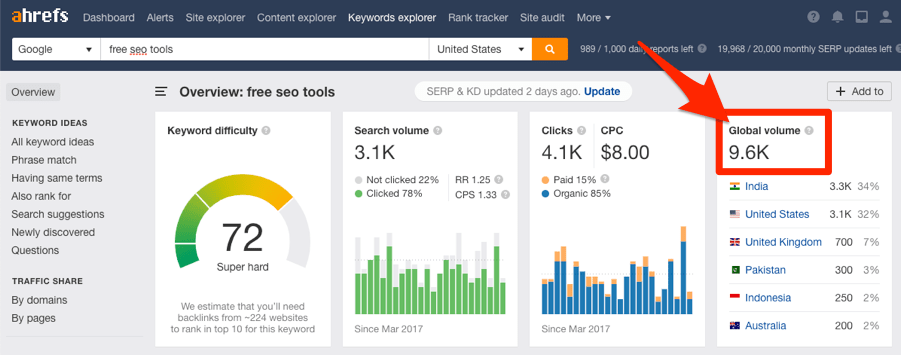 ahrefs Dashboard Alerts Site explorer Content explorer Keywords explorer Rank tracker Site audit More
Google free seo tools United States 989 / 1,000 daily reports left 19,968 / 20,000 monthly SERP updates left
Overview
Overview: free seo tools
SERP & KD updated 2 days ago. Update
+ Add to
KEYWORD IDEAS
All keyword ideas
Phrase match
Having same terms
Also rank for
Search suggestions
Newly discovered
Questions
TRAFFIC SHARE
By domains
By pages
Keyword difficulty
72
Super hard
We estimate that you'll need
backlinks from ~224 websites
to rank in top 10 for this keyword
Search volume
3.1K
Not clicked 22% RR 1.25
Clicked 78% CPS 1.33
Since Mar 2017
Clicks CPC
4.1K $8.00
Paid 15%
Organic 85%
Since Mar 2017
Global volume
9.6K
India 3.3K 34%
United States 3.1K 32%
United Kingdom 700 7%
Pakistan 300 3%
Indonesia 250 2%
Australia 200 2%